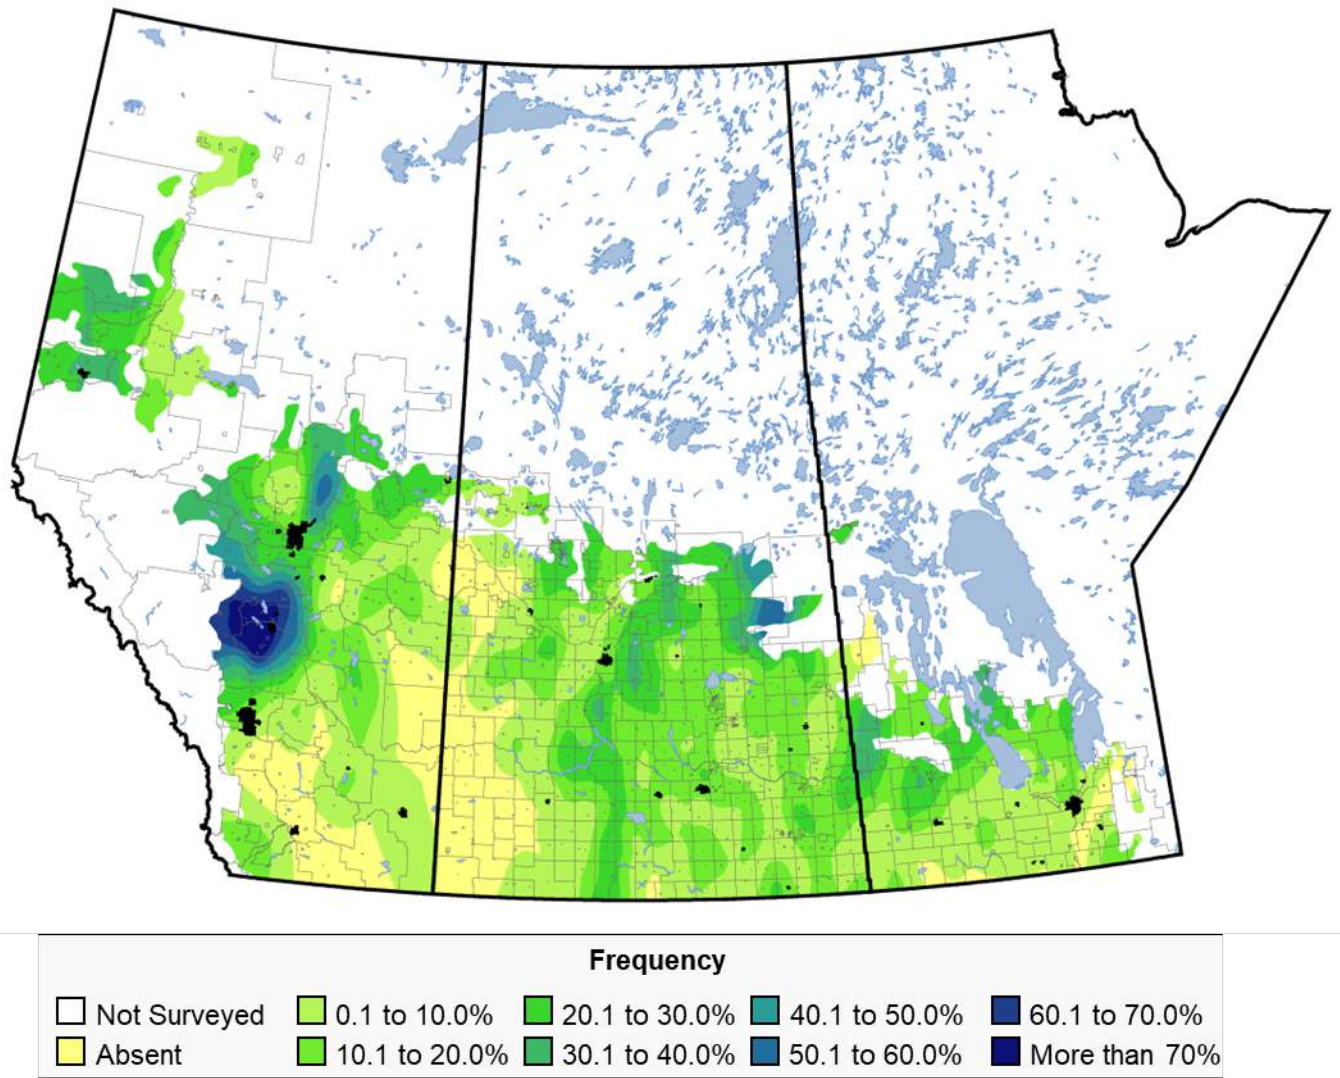 Frequency
Not Surveyed 0.1 to 10.0% 20.1 to 30.0% 40.1 to 50.0% 60.1 to 70.0%
Absent 10.1 to 20.0% 30.1 to 40.0% 50.1 to 60.0% More than 70%